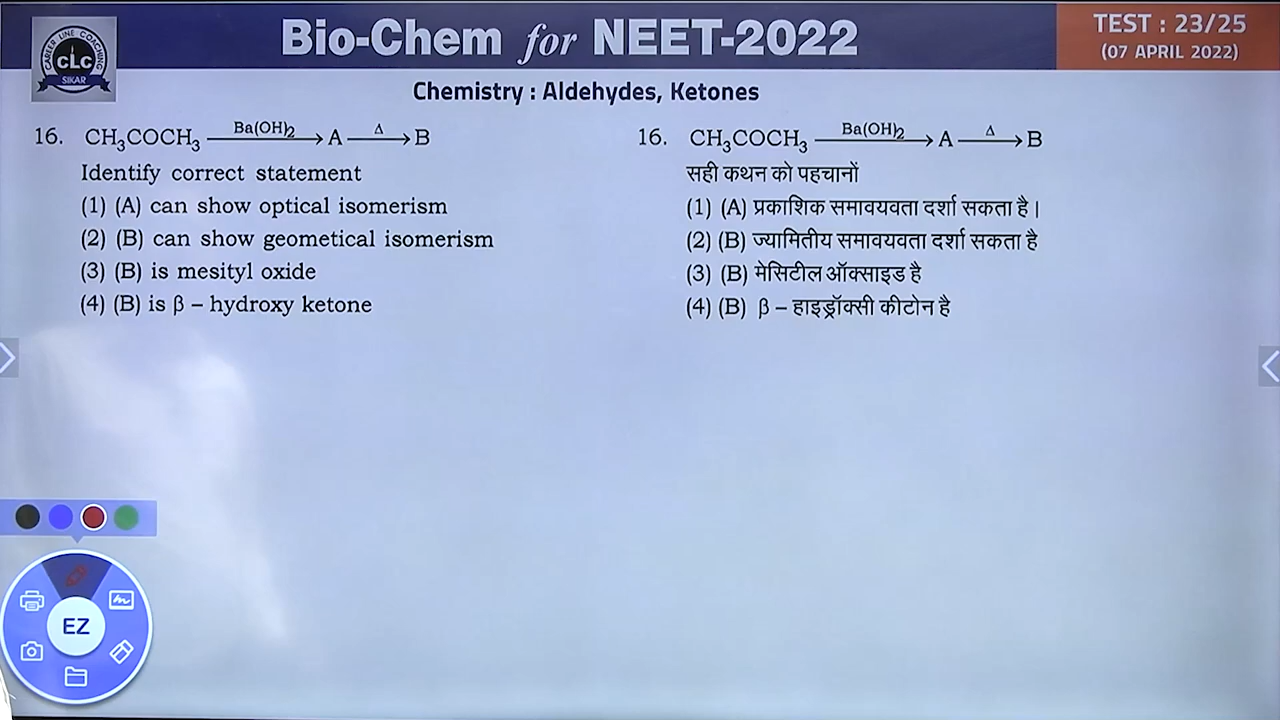 Bio-Chem for NEET-2022
TEST : 23/25
(07 APRIL 2022)
CAREER LINE COACHING
CLC
SIKAR
Chemistry : Aldehydes, Ketones
16. CH₃COCH₃ —Ba(OH)₂→ A —Δ→ B
Identify correct statement
(1) (A) can show optical isomerism
(2) (B) can show geometical isomerism
(3) (B) is mesityl oxide
(4) (B) is β – hydroxy ketone
16. CH₃COCH₃ —Ba(OH)₂→ A —Δ→ B
सही कथन को पहचानों
(1) (A) प्रकाशिक समावयवता दर्शा सकता है।
(2) (B) ज्यामितीय समावयवता दर्शा सकता है
(3) (B) मेसिटील ऑक्साइड है
(4) (B) β – हाइड्रॉक्सी कीटोन है
EZ